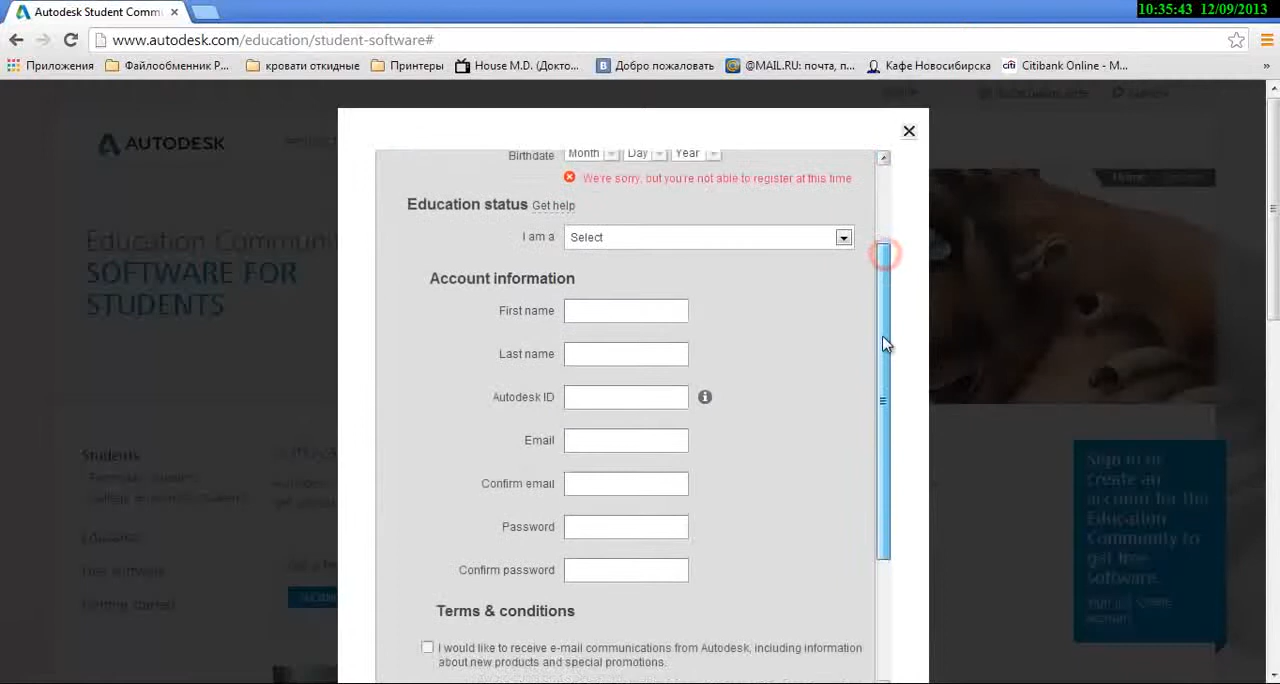 10:35:43 12/09/2013
Autodesk Student Commu
www.autodesk.com/education/student-software#
Приложения Файлообменник Р... кровати откидные Принтеры House M.D. (Докто... Добро пожаловать @MAIL.RU: почта, п... Кафе Новосибирска Citibank Online - M... »
AUTODESK
Birthdate Month Day Year
We're sorry, but you're not able to register at this time
Education status Get help
I am a Select
Account information
First name
Last name
Autodesk ID
Email
Confirm email
Password
Confirm password
Terms & conditions
I would like to receive e-mail communications from Autodesk, including information
about new products and special promotions.
Education Commun
SOFTWARE FOR
STUDENTS
Students
Sign in or
create an
account for the
Education
Community to
get free
software.